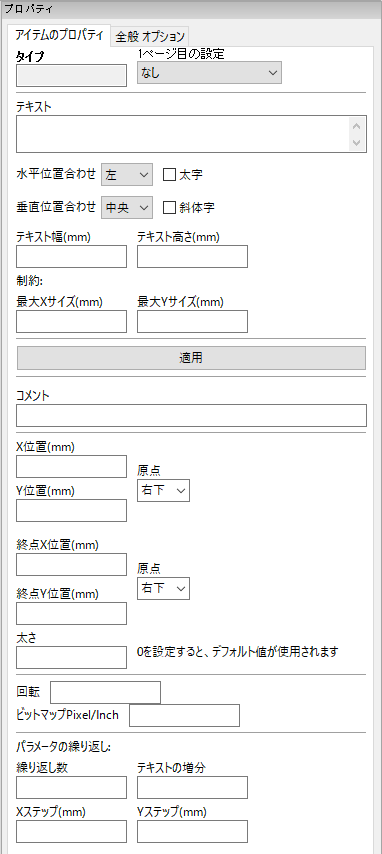 プロパティ
アイテムのプロパティ 全般 オプション
タイプ 1ページ目の設定
なし
テキスト
水平位置合わせ 左 太字
垂直位置合わせ 中央 斜体字
テキスト幅(mm) テキスト高さ(mm)
制約:
最大Xサイズ(mm) 最大Yサイズ(mm)
適用
コメント
X位置(mm)
原点
Y位置(mm) 右下
終点X位置(mm)
原点
終点Y位置(mm) 右下
太さ
0を設定すると、デフォルト値が使用されます
回転
ビットマップPixel/Inch
パラメータの繰り返し:
繰り返し数 テキストの増分
Xステップ(mm) Yステップ(mm)